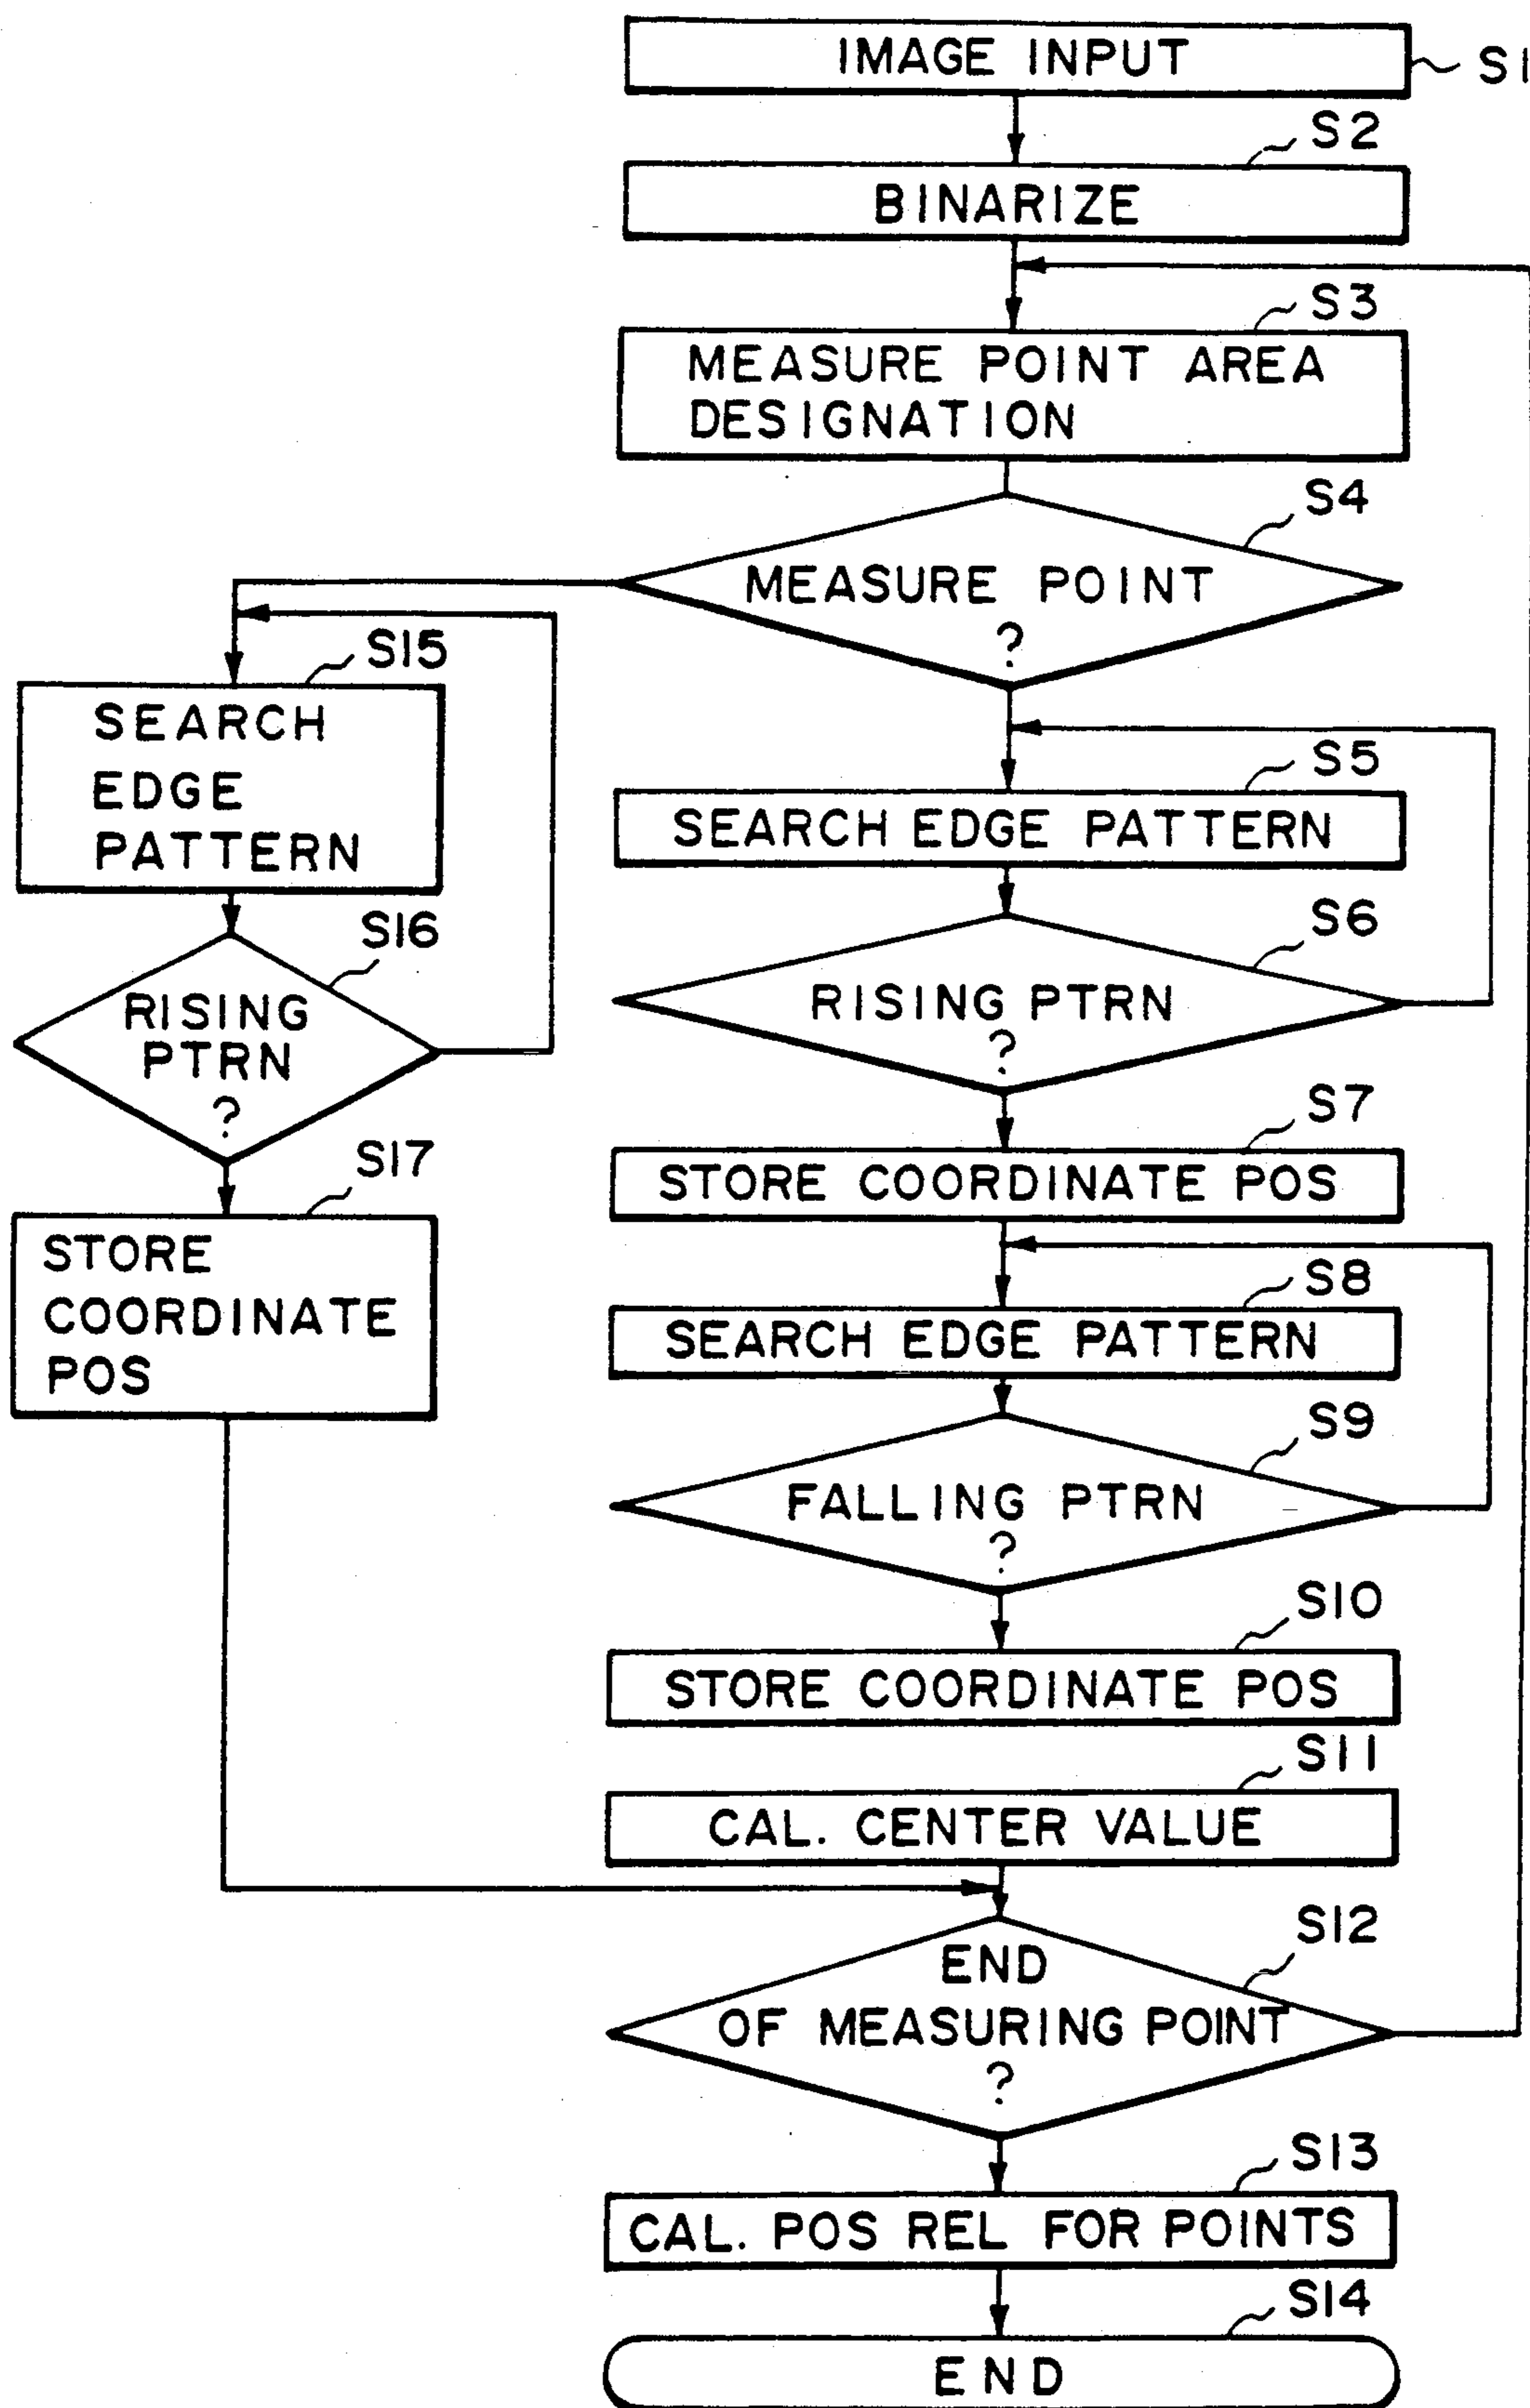 IMAGE INPUT
S1
S2
BINARIZE
S3
MEASURE POINT AREA
DESIGNATION
S4
MEASURE POINT
?
S15
SEARCH
EDGE
PATTERN
S16
RISING
PTRN
?
S17
STORE
COORDINATE
POS
S5
SEARCH EDGE PATTERN
S6
RISING PTRN
?
S7
STORE COORDINATE POS
S8
SEARCH EDGE PATTERN
S9
FALLING PTRN
?
S10
STORE COORDINATE POS
S11
CAL. CENTER VALUE
S12
END
OF MEASURING POINT
?
S13
CAL. POS REL FOR POINTS
S14
END